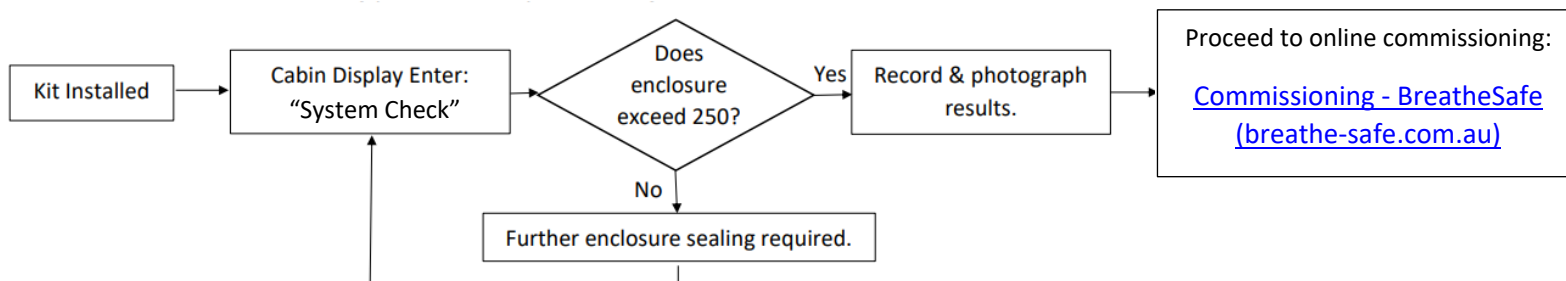 Kit Installed
Cabin Display Enter:
“System Check”
Does
enclosure
exceed 250?
Yes
Record & photograph
results.
Proceed to online commissioning:
Commissioning - BreatheSafe
(breathe-safe.com.au)
No
Further enclosure sealing required.